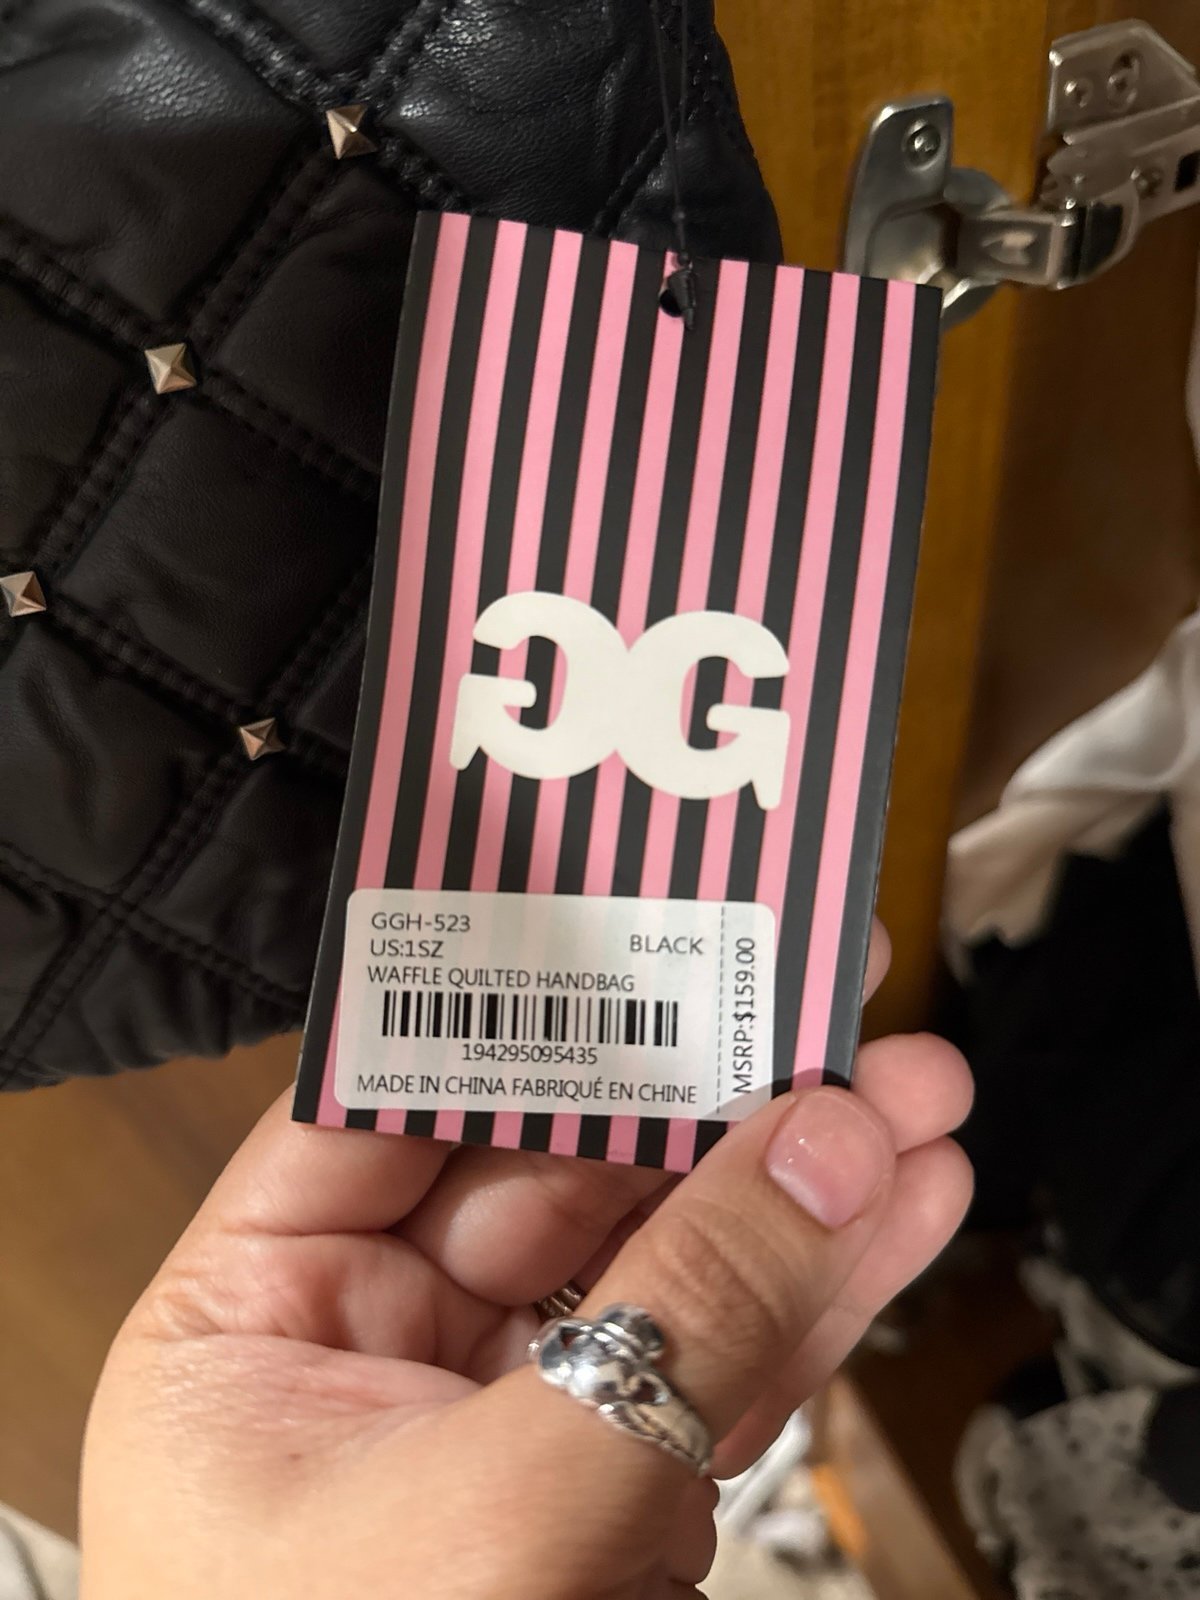 GG
GGH-523
US:1SZ BLACK
WAFFLE QUILTED HANDBAG
194295095435
MADE IN CHINA FABRIQUÉ EN CHINE
MSRP:$159.00